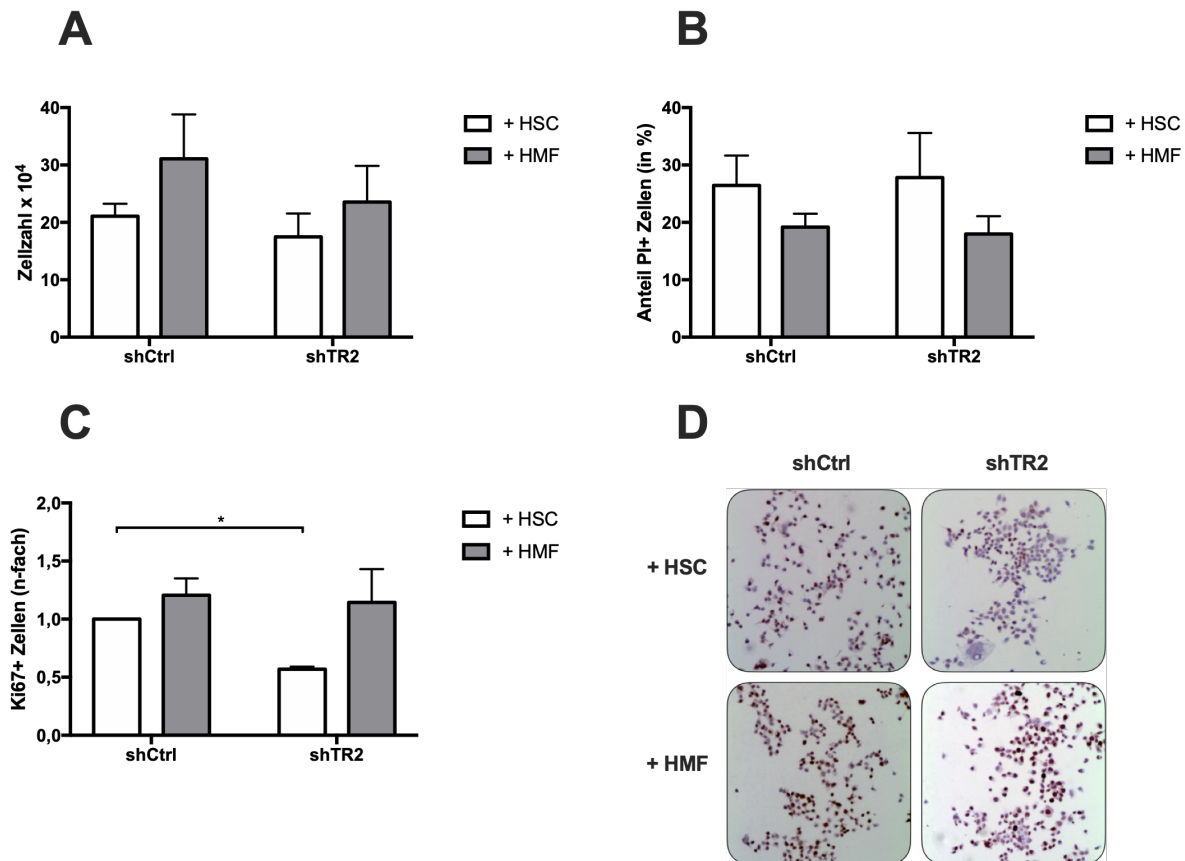 A
Zellzahl x 10⁴
40
30
20
10
0
shCtrl
shTR2
+ HSC
+ HMF
B
Anteil PI+ Zellen (in %)
40
30
20
10
0
shCtrl
shTR2
+ HSC
+ HMF
C
Ki67+ Zellen (n-fach)
2,0
1,5
1,0
0,5
0,0
*
shCtrl
shTR2
+ HSC
+ HMF
D
shCtrl
shTR2
+ HSC
+ HMF